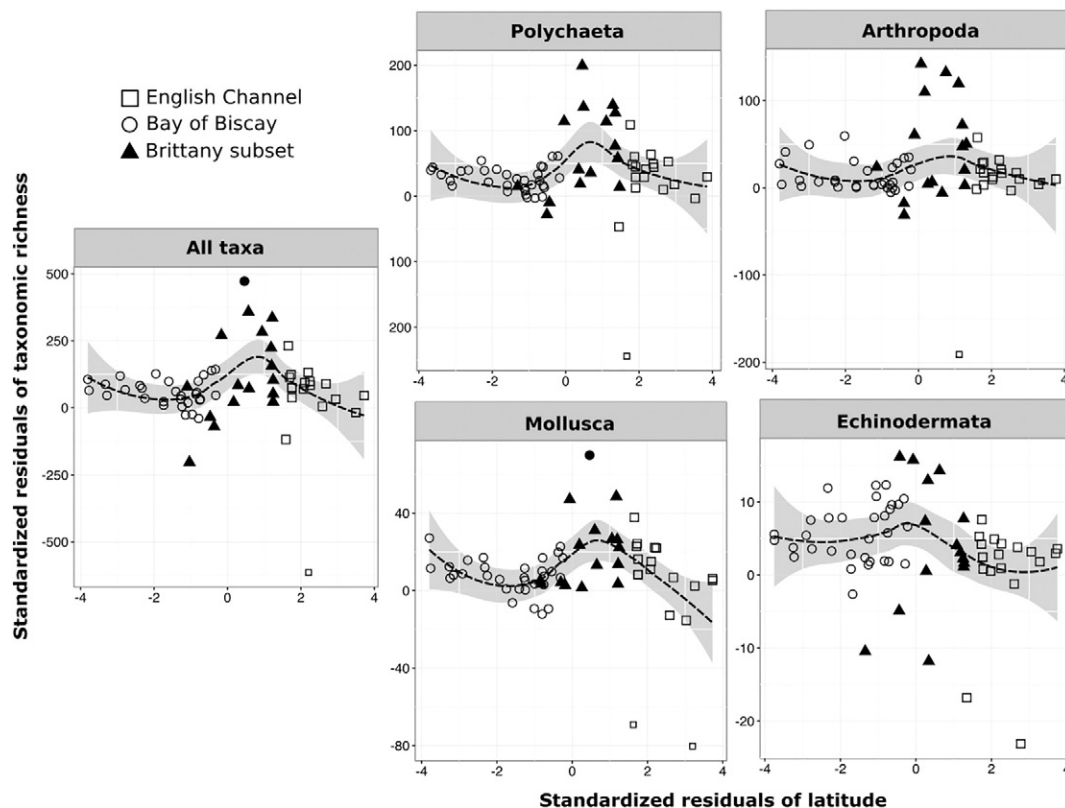 Polychaeta
Arthropoda
English Channel
Bay of Biscay
Brittany subset
200
100
0
100
200
-4 -2 0 2 4
100
0
-100
-200
-4 -2 0 2 4
All taxa
500
250
0
-250
-500
-4 -2 0 2 4
Mollusca
40
0
-40
-80
-4 -2 0 2 4
Echinodermata
10
0
-10
-20
-4 -2 0 2 4
Standardized residuals of taxonomic richness
Standardized residuals of latitude